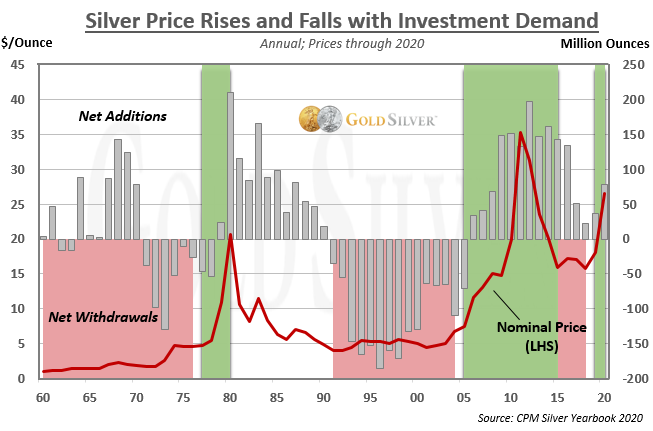 Silver Price Rises and Falls with Investment Demand
$/Ounce
Annual; Prices through 2020
Million Ounces
45
40
35
30
25
20
15
10
5
0
250
200
150
100
50
0
-50
-100
-150
-200
Net Additions
GOLDSILVER™
GOLDSILVER
Net Withdrawals
Nominal Price
(LHS)
60 65 70 75 80 85 90 95 00 05 10 15 20
Source: CPM Silver Yearbook 2020